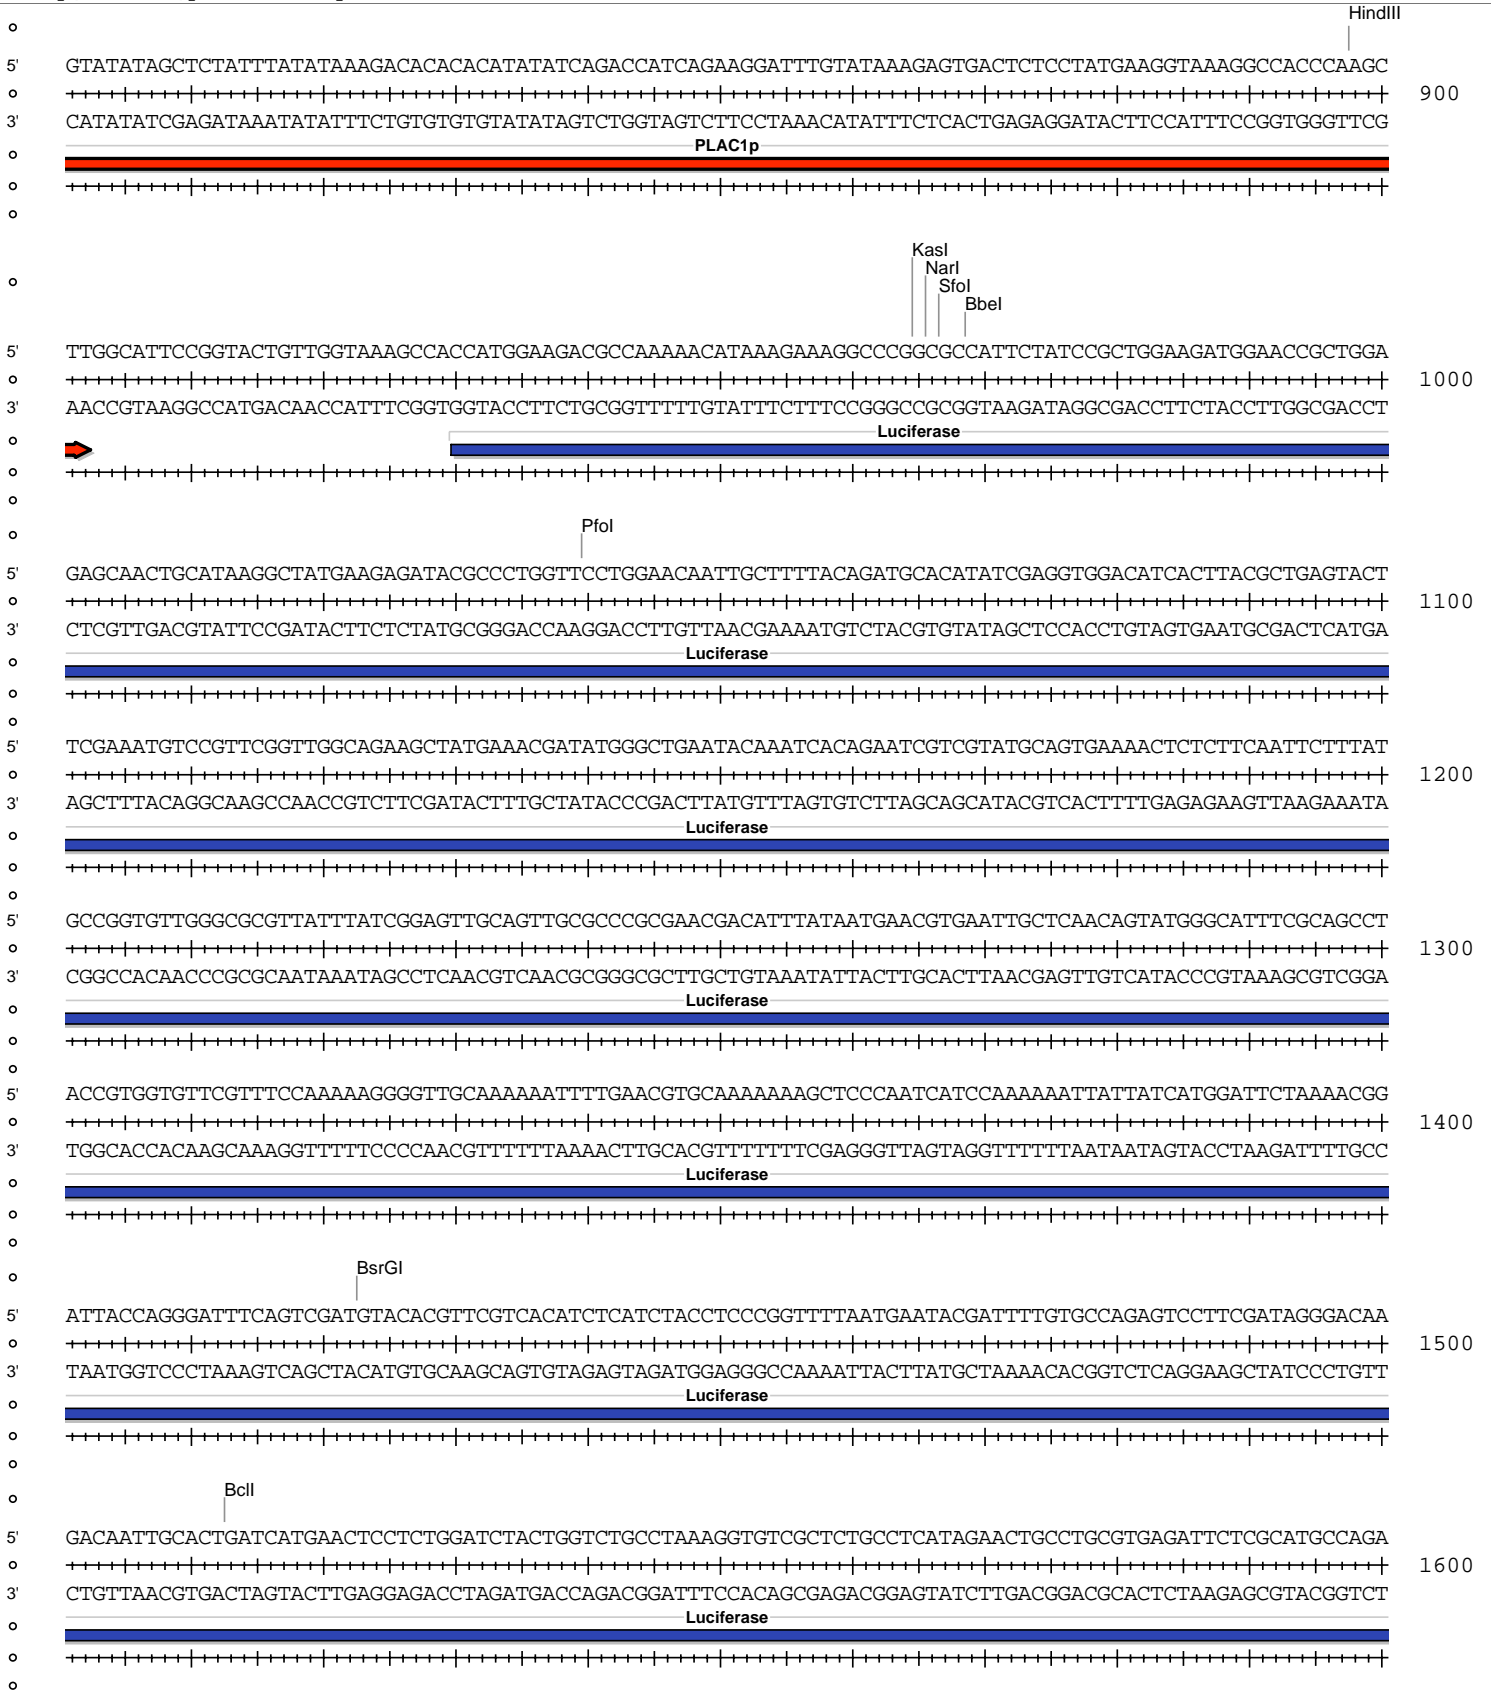 HindIII
5' GTATATAGCTCTATTTATATAAAGACACACACATATATCAGACCATCAGAAGGATTTGTATAAAGAGTGACTCTCCTATGAAGGTAAAGGCCACCCAAGC
900
3' CATATATCGAGATAAATATATTTCTGTGTGTGTATATAGTCTGGTAGTCTTCCTAAACATATTTCTCACTGAGAGGATACTTCCATTTCCGGTGGGTTCG
PLAC1p
KasI
NarI
SfoI
BbeI
5' TTGGCATTCCGGTACTGTTGGTAAAGCCACCATGGAAGACGCCAAAAACATAAAGAAAGGCCCGGCGCCATTCTATCCGCTGGAAGATGGAACCGCTGGA
1000
3' AACCGTAAGGCCATGACAACCATTTCGGTGGTACCTTCTGCGGTTTTTGTATTTCTTTCCGGGCCGCGGTAAGATAGGCGACCTTCTACCTTGGCGACCT
Luciferase
PfoI
5' GAGCAACTGCATAAGGCTATGAAGAGATACGCCCTGGTTCCTGGAACAATTGCTTTTACAGATGCACATATCGAGGTGGACATCACTTACGCTGAGTACT
1100
3' CTCGTTGACGTATTCCGATACTTCTCTATGCGGGACCAAGGACCTTGTTAACGAAAATGTCTACGTGTATAGCTCCACCTGTAGTGAATGCGACTCATGA
Luciferase
5' TCGAAATGTCCGTTCGGTTGGCAGAAGCTATGAAACGATATGGGCTGAATACAAATCACAGAATCGTCGTATGCAGTGAAAACTCTCTTCAATTCTTTAT
1200
3' AGCTTTACAGGCAAGCCAACCGTCTTCGATACTTTGCTATACCCGACTTATGTTTAGTGTCTTAGCAGCATACGTCACTTTTGAGAGAAGTTAAGAAATA
Luciferase
5' GCCGGTGTTGGGCGCGTTATTTATCGGAGTTGCAGTTGCGCCCGCGAACGACATTTATAATGAACGTGAATTGCTCAACAGTATGGGCATTTCGCAGCCT
1300
3' CGGCCACAACCCGCGCAATAAATAGCCTCAACGTCAACGCGGGCGCTTGCTGTAAATATTACTTGCACTTAACGAGTTGTCATACCCGTAAAGCGTCGGA
Luciferase
5' ACCGTGGTGTTCGTTTCCAAAAAGGGGTTGCAAAAAATTTTGAACGTGCAAAAAAAGCTCCCAATCATCCAAAAAATTATTATCATGGATTCTAAAACGG
1400
3' TGGCACCACAAGCAAAGGTTTTTCCCCAACGTTTTTTAAAACTTGCACGTTTTTTTCGAGGGTTAGTAGGTTTTTTAATAATAGTACCTAAGATTTTGCC
Luciferase
BsrGI
5' ATTACCAGGGATTTCAGTCGATGTACACGTTCGTCACATCTCATCTACCTCCCGGTTTTAATGAATACGATTTTGTGCCAGAGTCCTTCGATAGGGACAA
1500
3' TAATGGTCCCTAAAGTCAGCTACATGTGCAAGCAGTGTAGAGTAGATGGAGGGCCAAAATTACTTATGCTAAAACACGGTCTCAGGAAGCTATCCCTGTT
Luciferase
BclI
5' GACAATTGCACTGATCATGAACTCCTCTGGATCTACTGGTCTGCCTAAAGGTGTCGCTCTGCCTCATAGAACTGCCTGCGTGAGATTCTCGCATGCCAGA
1600
3' CTGTTAACGTGACTAGTACTTGAGGAGACCTAGATGACCAGACGGATTTCCACAGCGAGACGGAGTATCTTGACGGACGCACTCTAAGAGCGTACGGTCT
Luciferase